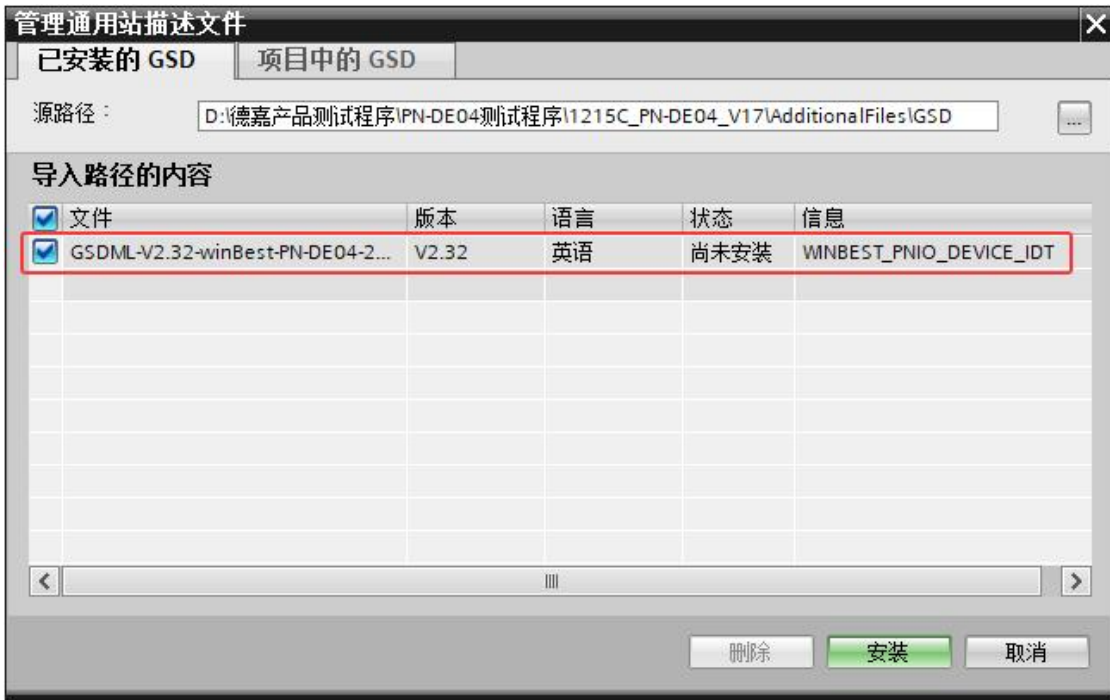 管理通用站描述文件
已安装的 GSD 项目中的 GSD
源路径： D:\德嘉产品测试程序\PN-DE04测试程序\1215C_PN-DE04_V17\AdditionalFiles\GSD ...
导入路径的内容
文件 版本 语言 状态 信息
GSDML-V2.32-winBest-PN-DE04-2... V2.32 英语 尚未安装 WINBEST_PNIO_DEVICE_IDT
删除 安装 取消